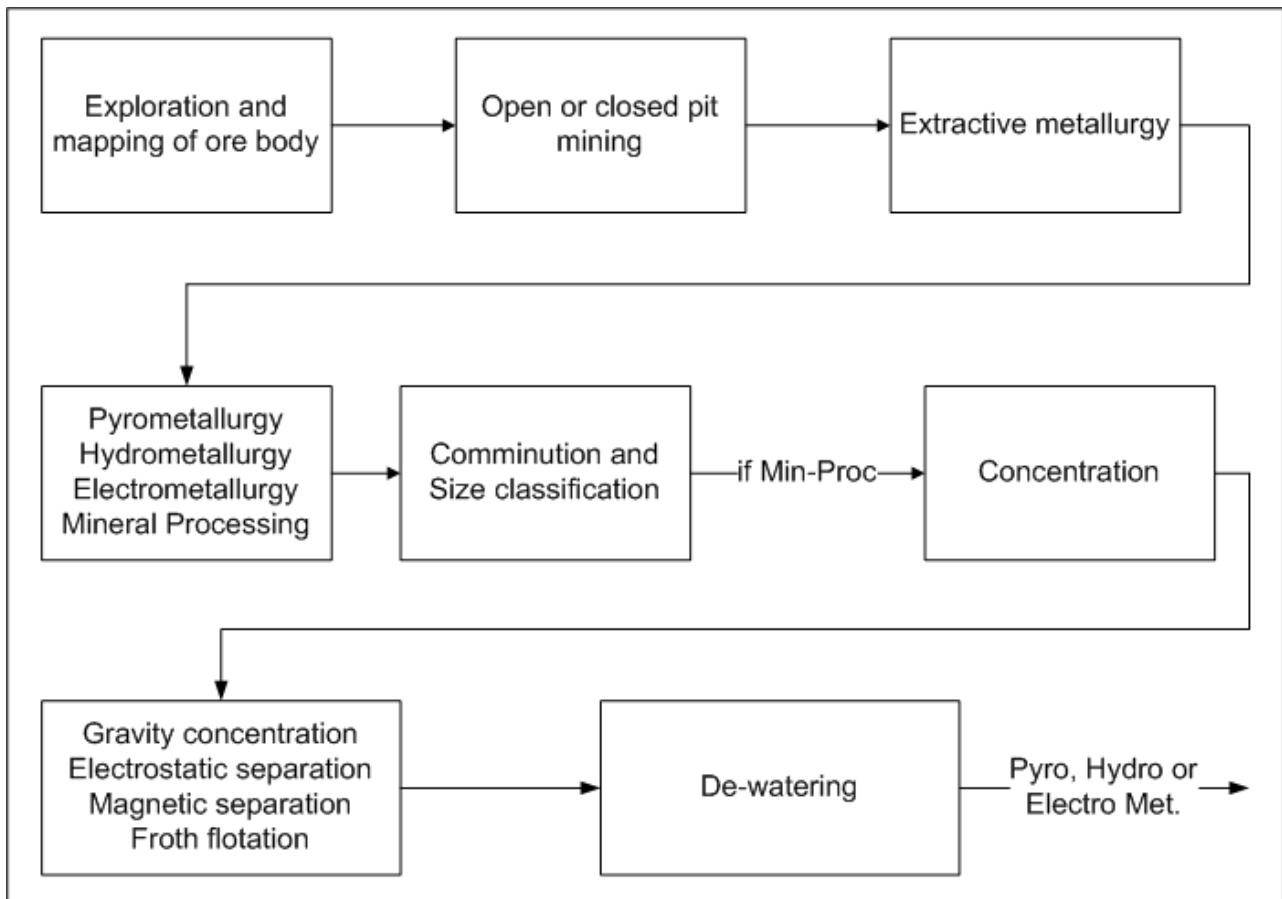 Exploration and
mapping of ore body
Open or closed pit
mining
Extractive metallurgy
Pyrometallurgy
Hydrometallurgy
Electrometallurgy
Mineral Processing
Comminution and
Size classification
if Min-Proc
Concentration
Gravity concentration
Electrostatic separation
Magnetic separation
Froth flotation
De-watering
Pyro, Hydro or
Electro Met.